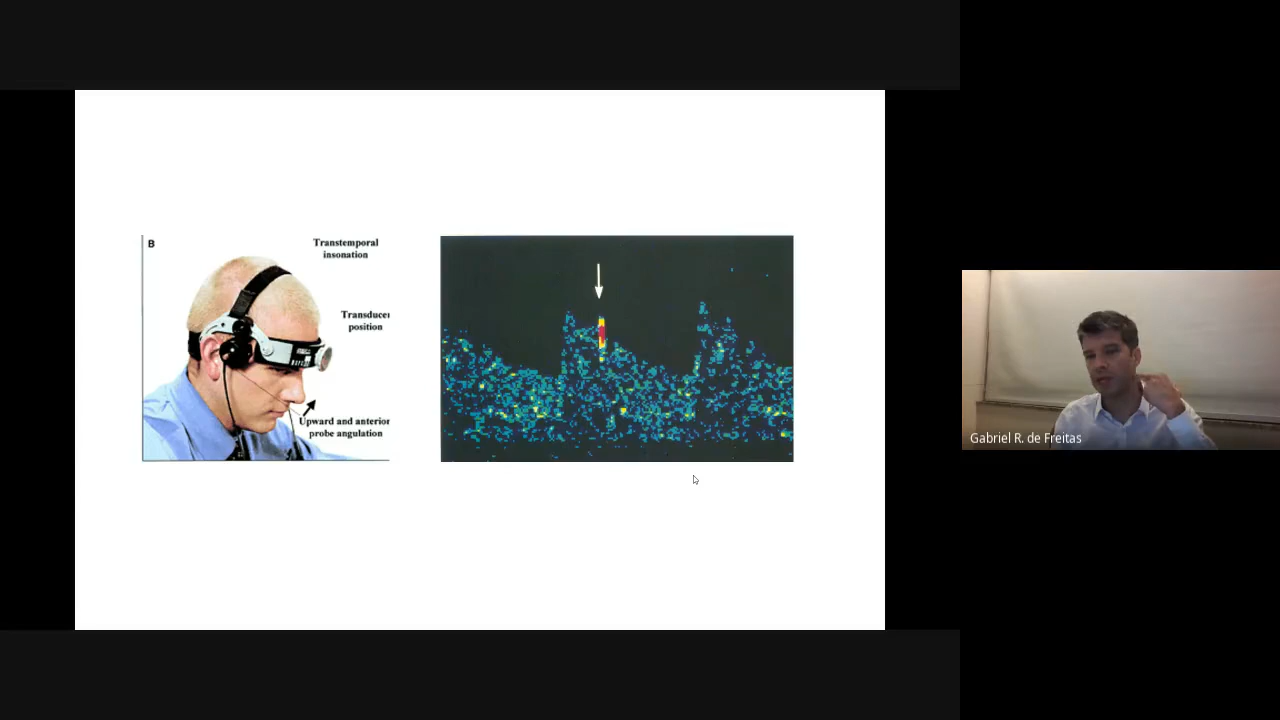 B
Transtemporal
insonation
Transducer
position
Upward and anterior
probe angulation
Gabriel R. de Freitas